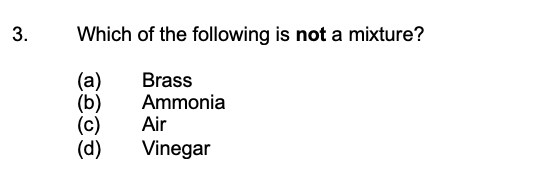 3. Which of the following is not a mixture?
(a) Brass
(b) Ammonia
(c) Air
(d) Vinegar